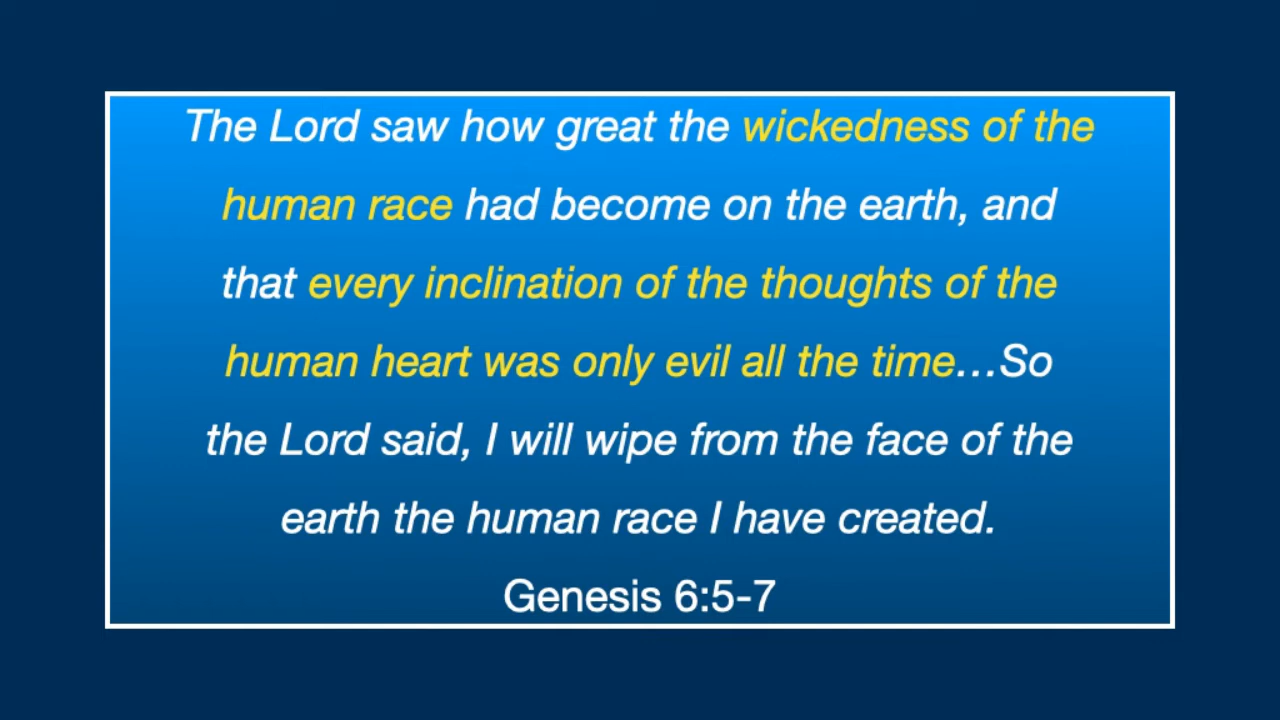 The Lord saw how great the wickedness of the
human race had become on the earth, and
that every inclination of the thoughts of the
human heart was only evil all the time…So
the Lord said, I will wipe from the face of the
earth the human race I have created.
Genesis 6:5-7